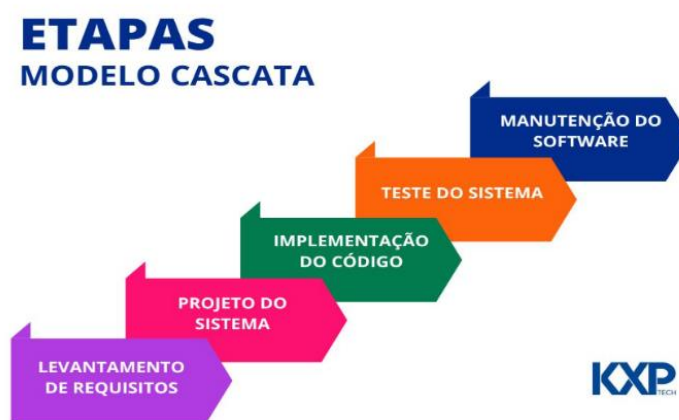 ETAPAS
MODELO CASCATA
MANUTENÇÃO DO
SOFTWARE
TESTE DO SISTEMA
IMPLEMENTAÇÃO
DO CÓDIGO
PROJETO DO
SISTEMA
LEVANTAMENTO
DE REQUISITOS
KXP
TECH